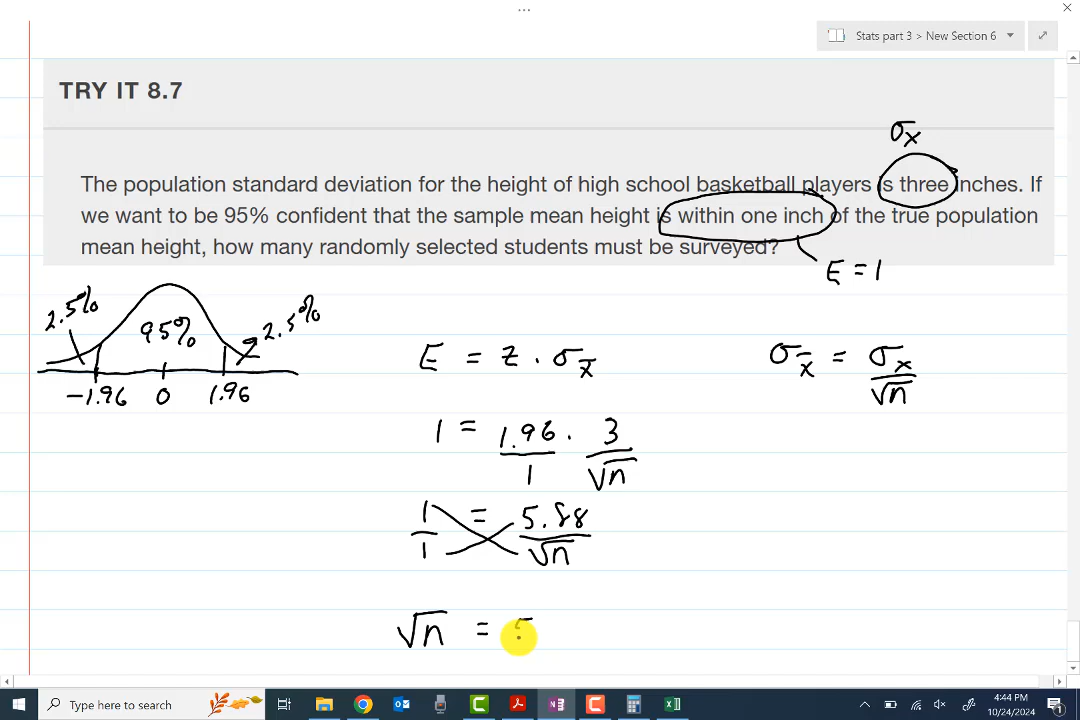 Stats part 3 > New Section 6
TRY IT 8.7
σx
The population standard deviation for the height of high school basketball players is three inches. If
we want to be 95% confident that the sample mean height is within one inch of the true population
mean height, how many randomly selected students must be surveyed?
E = 1
2.5% 95% 2.5%
-1.96 0 1.96
E = z · σx̄
σx̄ = σx/√n
1 = 1.96/1 · 3/√n
1/1 = 5.88/√n
√n = 5
Type here to search
4:44 PM
10/24/2024
1